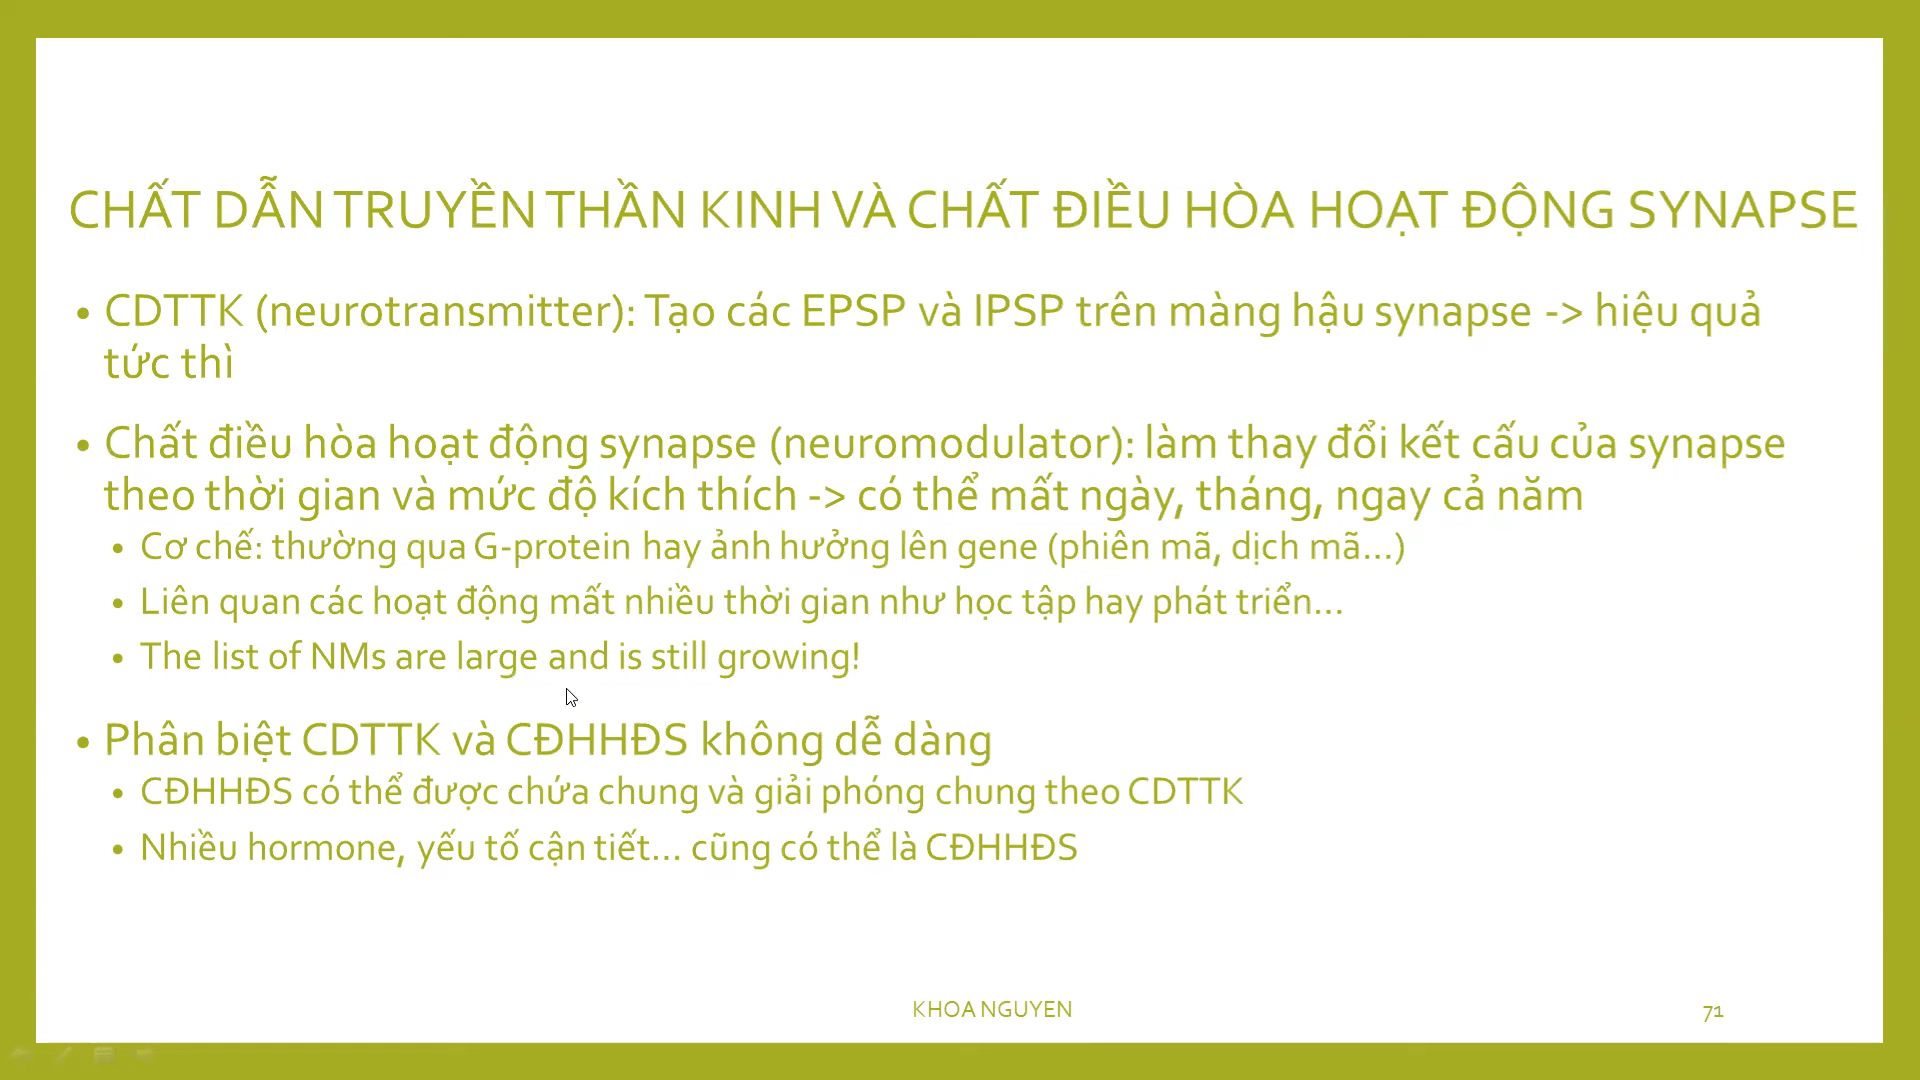 CHẤT DẪN TRUYỀN THẦN KINH VÀ CHẤT ĐIỀU HÒA HOẠT ĐỘNG SYNAPSE
• CDTTK (neurotransmitter): Tạo các EPSP và IPSP trên màng hậu synapse -> hiệu quả
tức thì
• Chất điều hòa hoạt động synapse (neuromodulator): làm thay đổi kết cấu của synapse
theo thời gian và mức độ kích thích -> có thể mất ngày, tháng, ngay cả năm
• Cơ chế: thường qua G-protein hay ảnh hưởng lên gene (phiên mã, dịch mã...)
• Liên quan các hoạt động mất nhiều thời gian như học tập hay phát triển...
• The list of NMs are large and is still growing!
• Phân biệt CDTTK và CĐHHĐS không dễ dàng
• CĐHHĐS có thể được chứa chung và giải phóng chung theo CDTTK
• Nhiều hormone, yếu tố cận tiết... cũng có thể là CĐHHĐS
KHOA NGUYEN
71